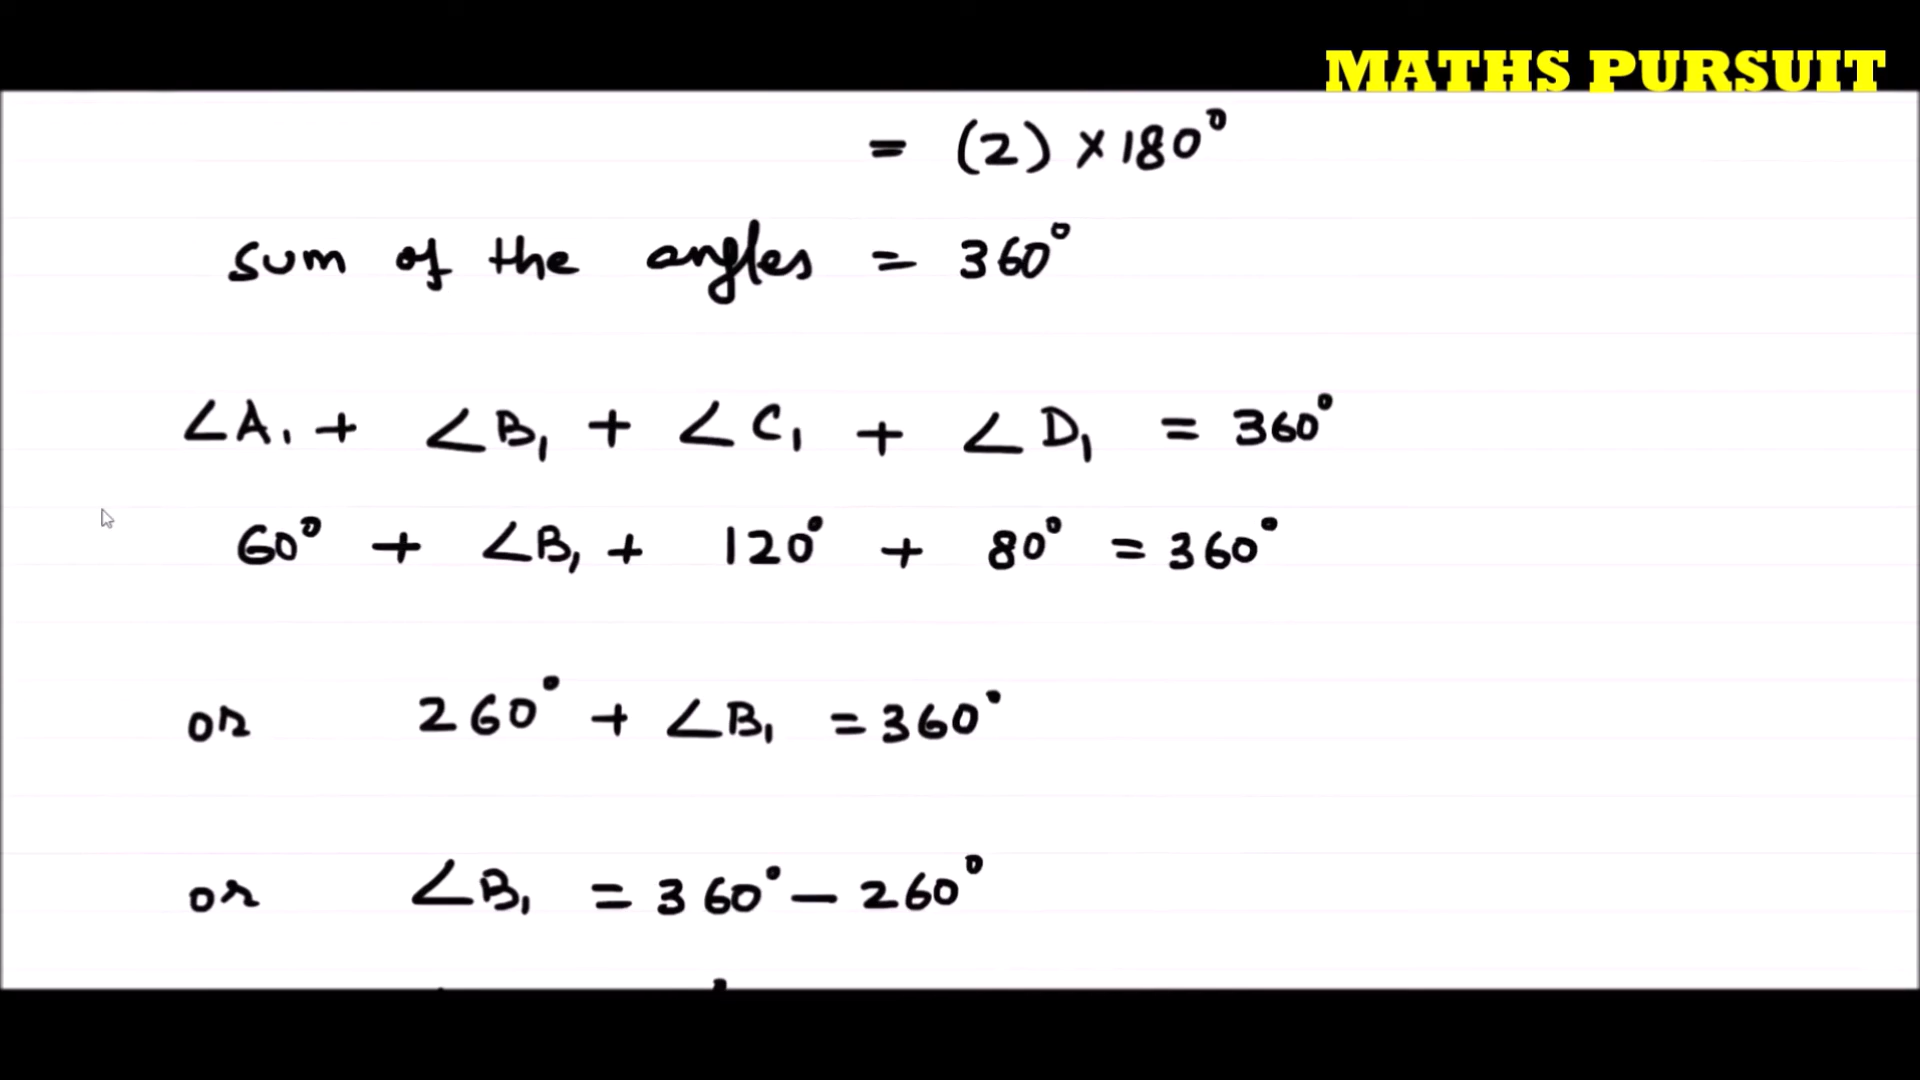 MATHS PURSUIT
= (2) × 180°
sum of the angles = 360°
∠A₁ + ∠B₁ + ∠C₁ + ∠D₁ = 360°
60° + ∠B₁ + 120° + 80° = 360°
or 260° + ∠B₁ = 360°
or ∠B₁ = 360° − 260°